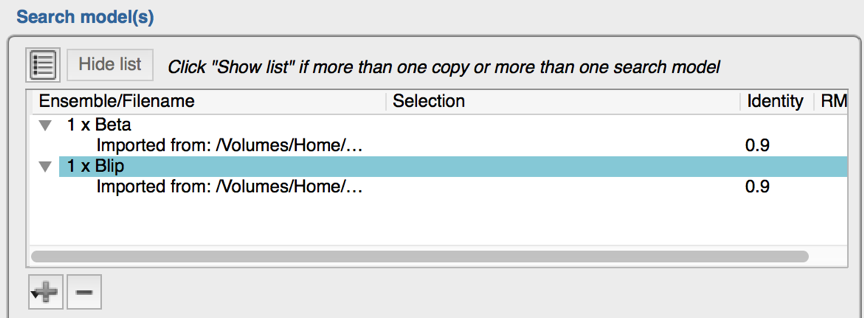 Search model(s)
Hide list
Click "Show list" if more than one copy or more than one search model
Ensemble/Filename Selection Identity RM
1 x Beta
Imported from: /Volumes/Home/... 0.9
1 x Blip
Imported from: /Volumes/Home/... 0.9